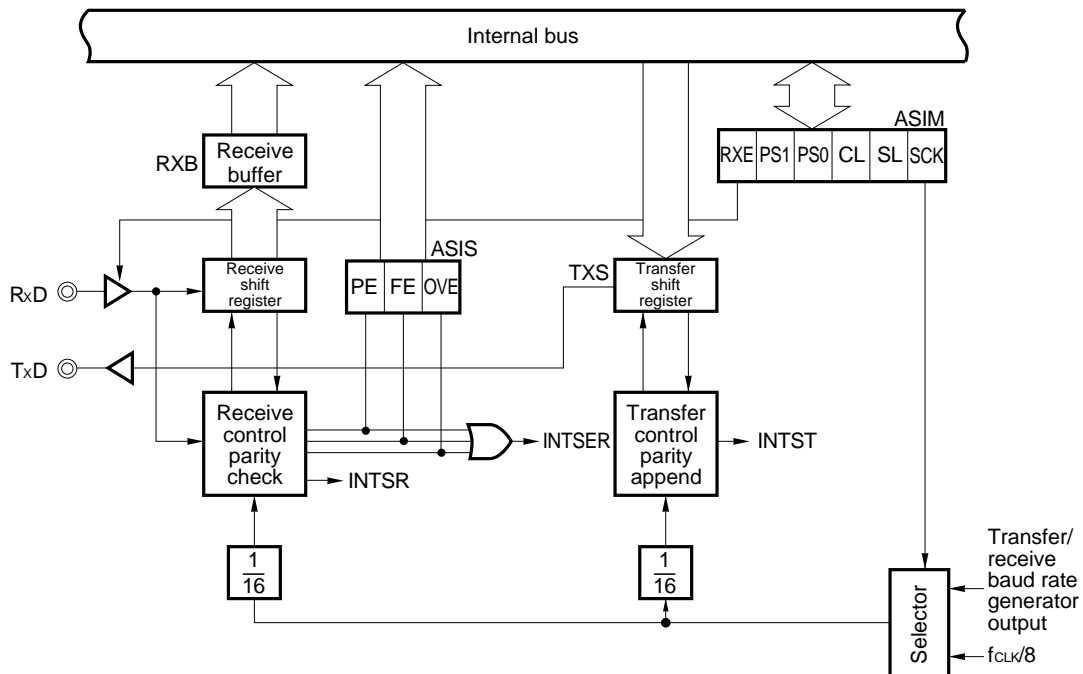 Internal bus
ASIM
RXE PS1 PS0 CL SL SCK
RXB
Receive
buffer
ASIS
PE FE OVE
Receive
shift
register
TXS
Transfer
shift
register
RxD
TxD
Receive
control
parity
check
INTSER
INTSR
Transfer
control
parity
append
INTST
1
16
1
16
Selector
Transfer/
receive
baud rate
generator
output
fCLK/8